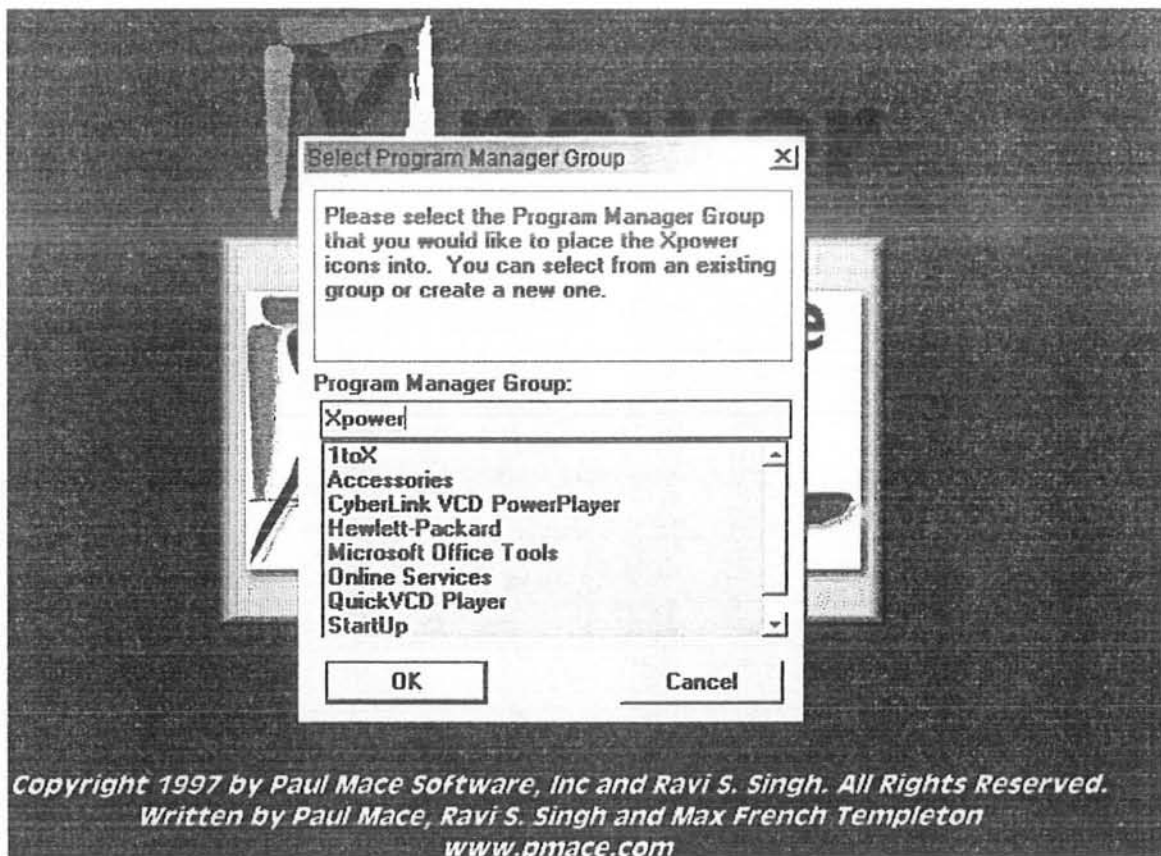 Select Program Manager Group
Please select the Program Manager Group
that you would like to place the Xpower
icons into. You can select from an existing
group or create a new one.
Program Manager Group:
Xpower
1toX
Accessories
CyberLink VCD PowerPlayer
Hewlett-Packard
Microsoft Office Tools
Online Services
QuickVCD Player
StartUp
OK
Cancel
Copyright 1997 by Paul Mace Software, Inc and Ravi S. Singh. All Rights Reserved.
Written by Paul Mace, Ravi S. Singh and Max French Templeton
www.pmace.com